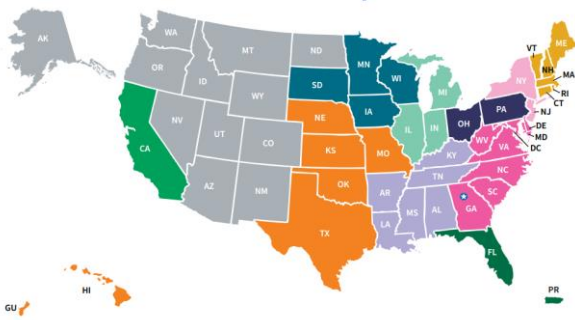 AK
WA
MT
ND
MN
VT
ME
OR
ID
SD
WI
NY
NH
MA
WY
MI
RI
CT
NV
NE
IA
PA
NJ
UT
CO
IL
IN
OH
DE
MD
CA
KS
MO
WV
VA
DC
KY
AZ
NM
OK
AR
TN
NC
SC
TX
LA
MS
AL
GA
FL
HI
GU
PR